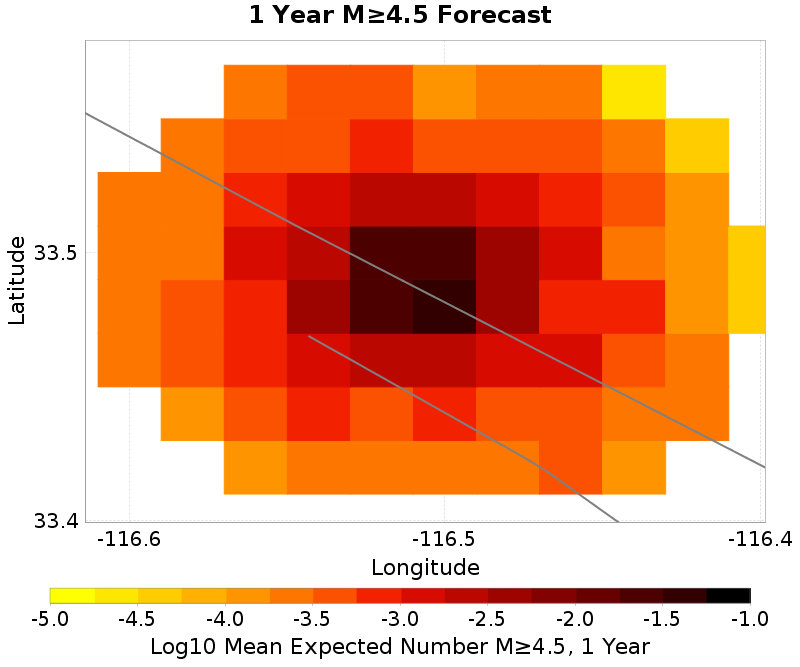 1 Year M≥4.5 Forecast
Latitude
33.5
33.4
-116.6 -116.5 -116.4
Longitude
-5.0 -4.5 -4.0 -3.5 -3.0 -2.5 -2.0 -1.5 -1.0
Log10 Mean Expected Number M≥4.5, 1 Year